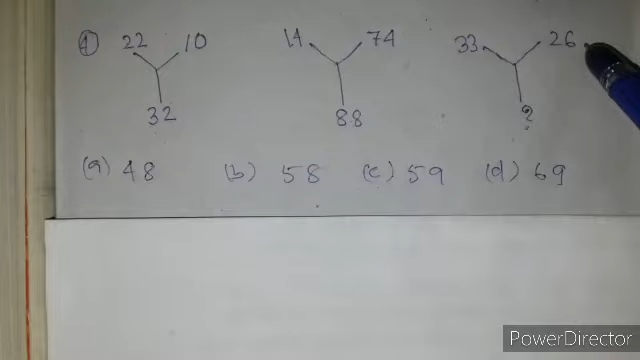 1 22 10 14 74 33 26
32 88 ?
(a) 48 (b) 58 (c) 59 (d) 69
PowerDirector